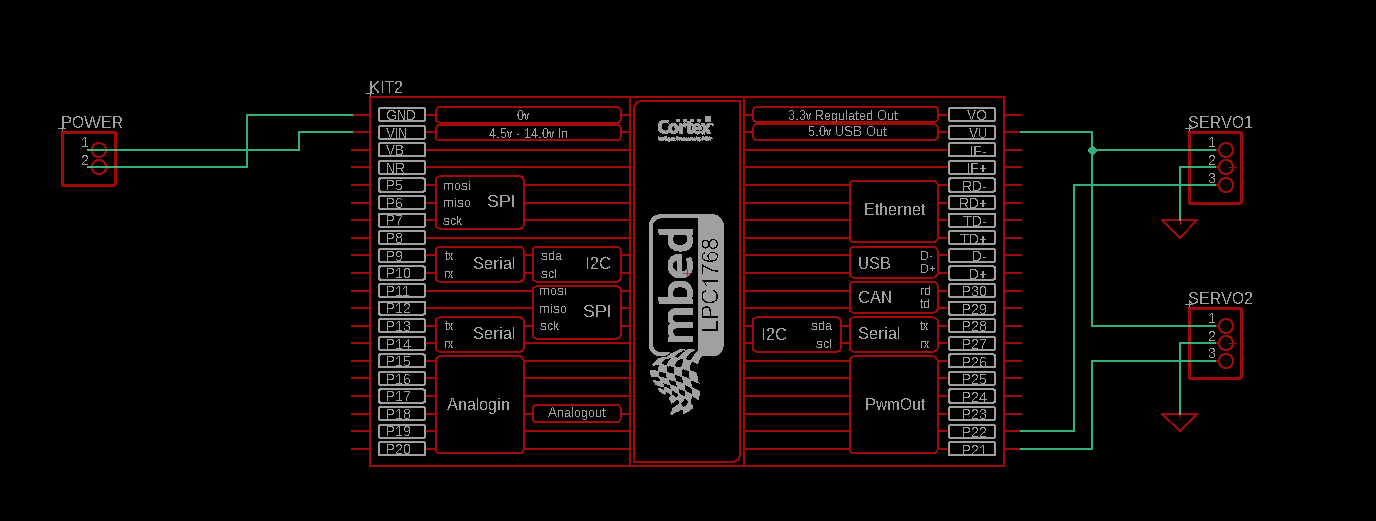 KIT2
POWER
1
2
GND
VIN
VB
NR
P5
P6
P7
P8
P9
P10
P11
P12
P13
P14
P15
P16
P17
P18
P19
P20
0v
4.5v - 14.0v In
mosi
miso
sck
SPI
tx
rx
Serial
sda
scl
I2C
mosi
miso
sck
SPI
tx
rx
Serial
Analogin
Analogout
Cortex
mbed
LPC1768
3.3v Regulated Out
5.0v USB Out
Ethernet
USB
D-
D+
CAN
rd
td
I2C
sda
scl
Serial
tx
rx
PwmOut
VO
VU
IF-
IF+
RD-
RD+
TD-
TD+
D-
D+
P30
P29
P28
P27
P26
P25
P24
P23
P22
P21
SERVO1
1
2
3
SERVO2
1
2
3